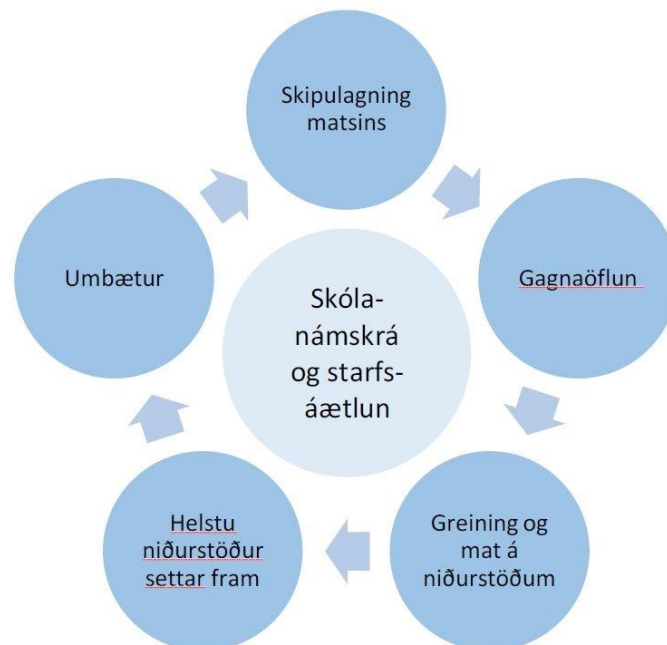 Skipulagning
matsins
Gagnaöflun
Greining og
mat á
niðurstöðum
Helstu
niðurstöður
settar fram
Umbætur
Skóla-
námskrá
og starfs-
áætlun